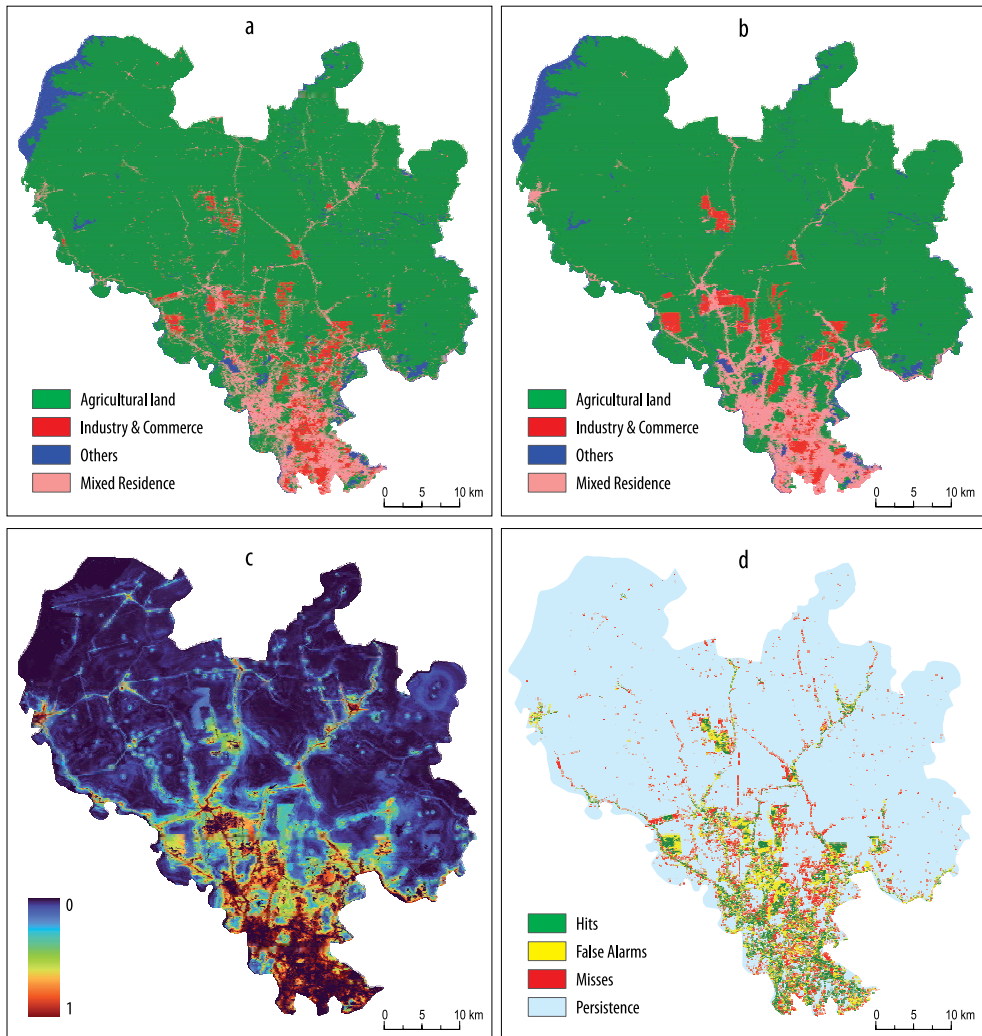 a
Agricultural land
Industry & Commerce
Others
Mixed Residence
0 5 10 km
b
Agricultural land
Industry & Commerce
Others
Mixed Residence
0 5 10 km
c
0
1
0 5 10 km
d
Hits
False Alarms
Misses
Persistence
0 5 10 km